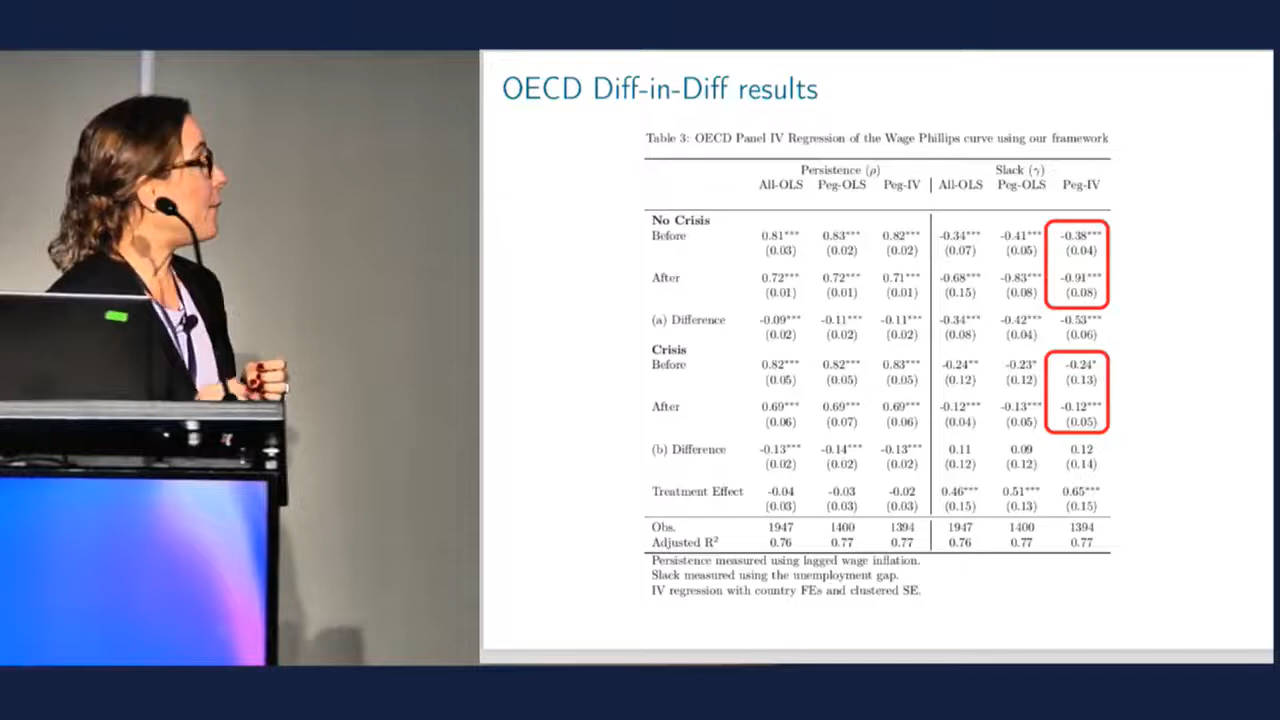 OECD Diff-in-Diff results
Table 3: OECD Panel IV Regression of the Wage Phillips curve using our framework
Persistence (ρ) Slack (γ)
All-OLS Peg-OLS Peg-IV All-OLS Peg-OLS Peg-IV
No Crisis
Before 0.81*** 0.83*** 0.82*** -0.34*** -0.41*** -0.38***
(0.03) (0.02) (0.02) (0.07) (0.05) (0.04)
After 0.72*** 0.72*** 0.71*** -0.68*** -0.83*** -0.91***
(0.01) (0.01) (0.01) (0.15) (0.08) (0.08)
(a) Difference -0.09*** -0.11*** -0.11*** -0.34*** -0.42*** -0.53***
(0.02) (0.02) (0.02) (0.08) (0.04) (0.06)
Crisis
Before 0.82*** 0.82*** 0.83*** -0.24** -0.23* -0.24*
(0.05) (0.05) (0.05) (0.12) (0.12) (0.13)
After 0.69*** 0.69*** 0.69*** -0.12*** -0.13*** -0.12***
(0.06) (0.07) (0.06) (0.04) (0.05) (0.05)
(b) Difference -0.13*** -0.14*** -0.13*** 0.11 0.09 0.12
(0.02) (0.02) (0.02) (0.12) (0.12) (0.14)
Treatment Effect -0.04 -0.03 -0.02 0.46*** 0.51*** 0.65***
(0.03) (0.03) (0.03) (0.15) (0.13) (0.15)
Obs. 1947 1400 1394 1947 1400 1394
Adjusted R² 0.76 0.77 0.77 0.76 0.77 0.77
Persistence measured using lagged wage inflation.
Slack measured using the unemployment gap.
IV regression with country FEs and clustered SE.